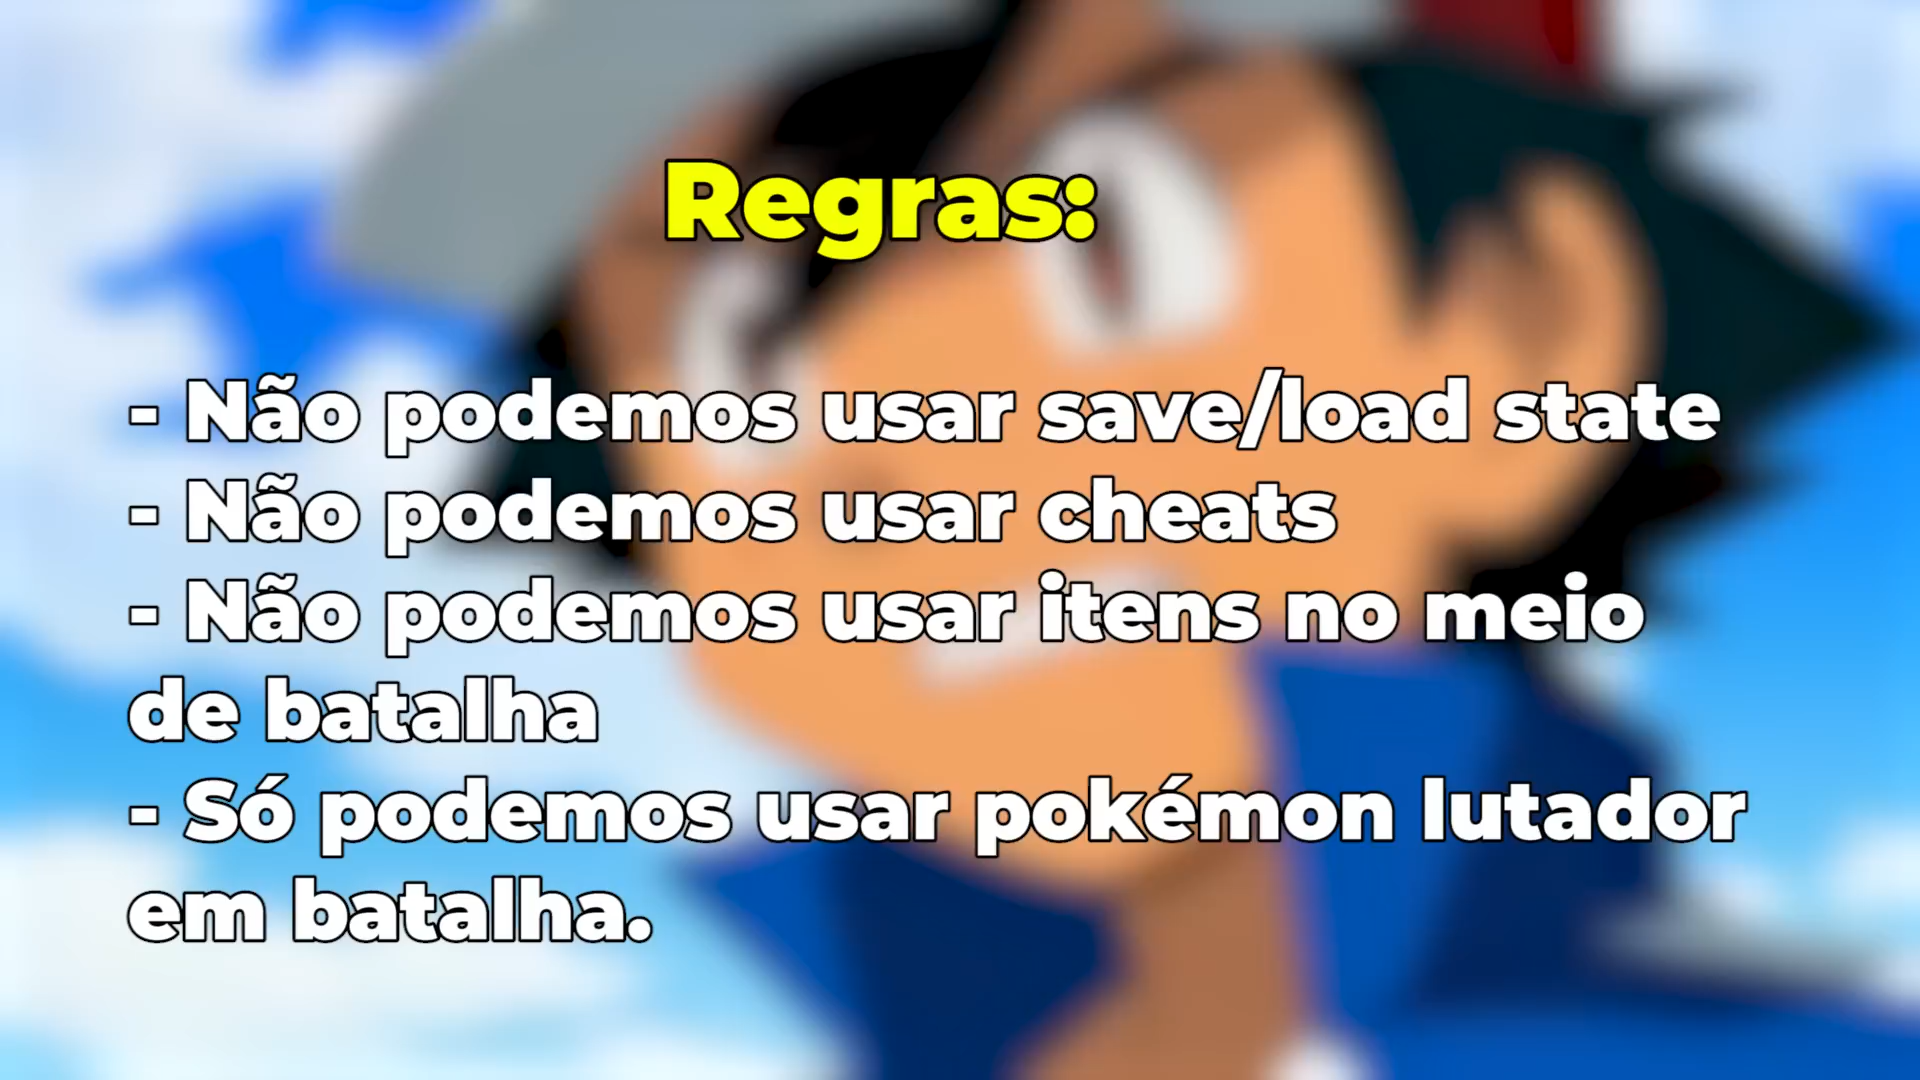 Regras:
- Não podemos usar save/load state
- Não podemos usar cheats
- Não podemos usar itens no meio
de batalha
- Só podemos usar pokémon lutador
em batalha.